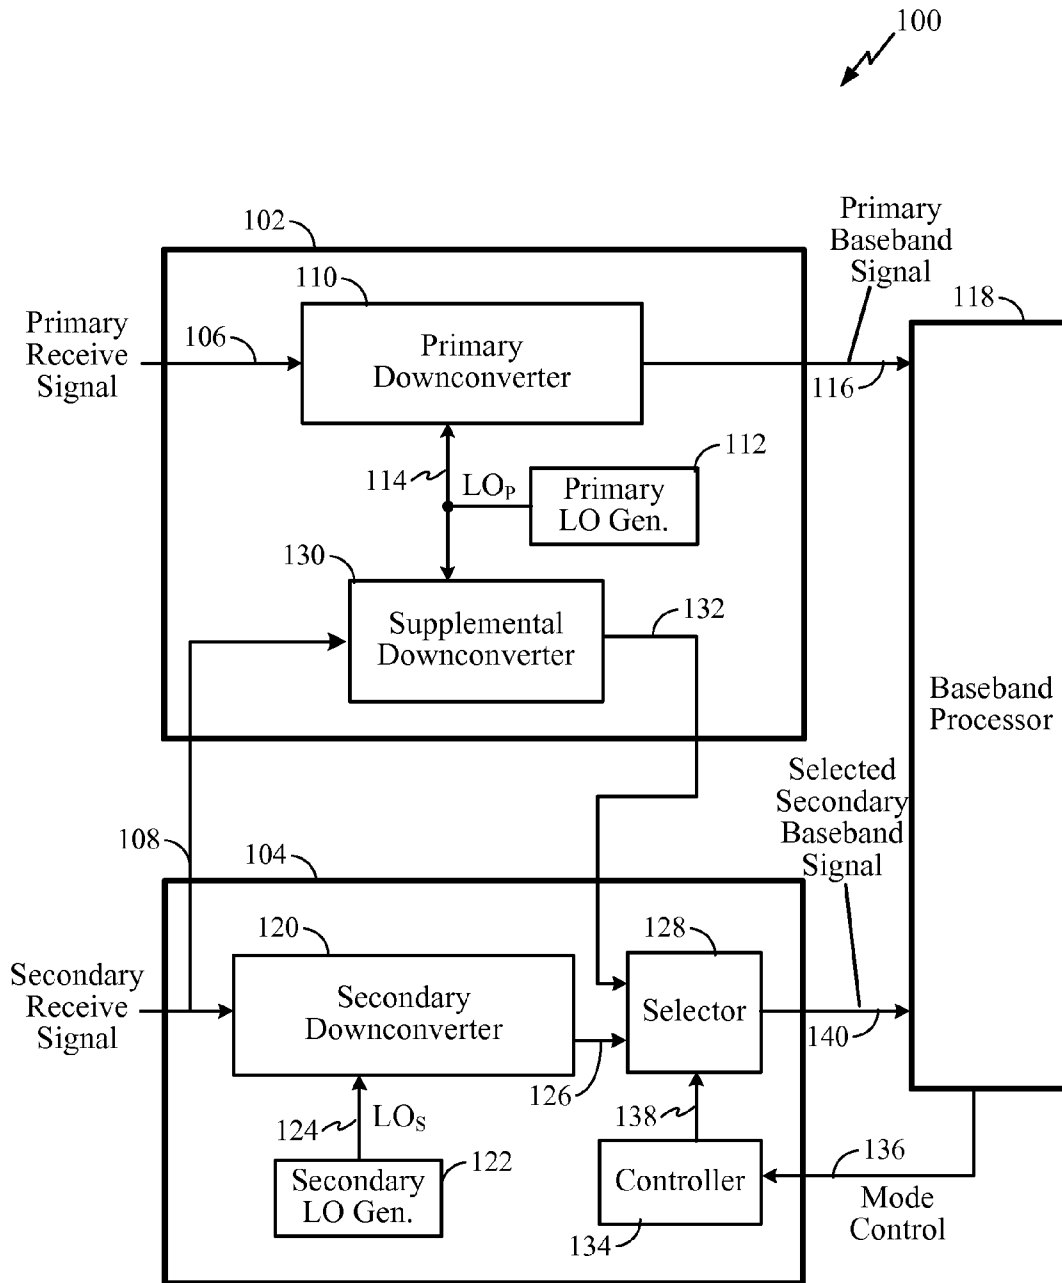 100
102
Primary
Baseband
Signal
110
118
Primary
Receive
Signal
106
Primary
Downconverter
116
112
114
LOP
Primary
LO Gen.
130
132
Supplemental
Downconverter
Baseband
Processor
Selected
Secondary
Baseband
Signal
108
104
120
128
Secondary
Receive
Signal
Secondary
Downconverter
Selector
140
126
124
LOS
138
122
136
Secondary
LO Gen.
Controller
Mode
Control
134